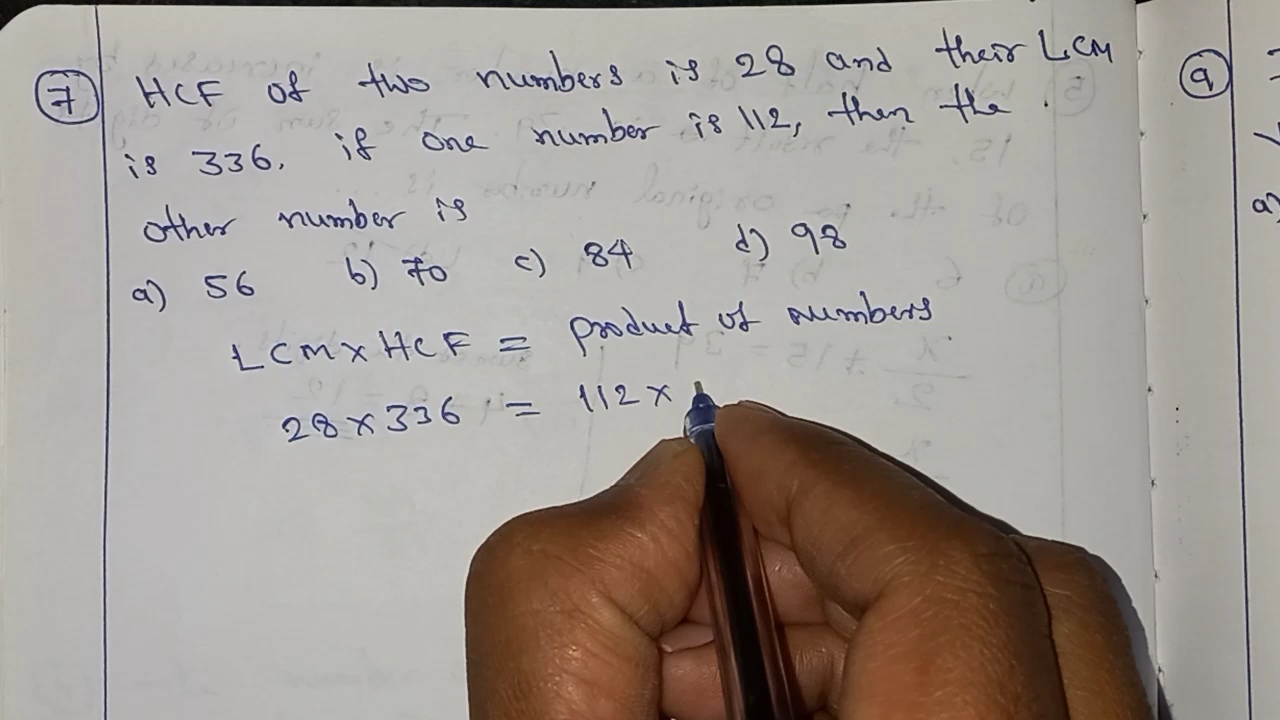 7 HCF of two numbers is 28 and their LCM
is 336. if one number is 112, then the
other number is
a) 56 b) 70 c) 84 d) 98
LCM x HCF = product of numbers
28 x 336 = 112 x
9
a)